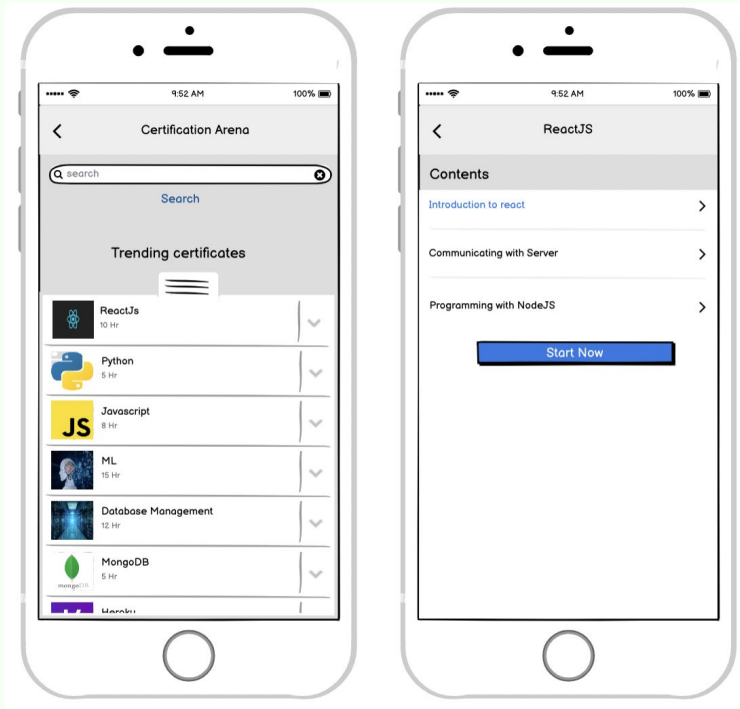 9:52 AM
100%
Certification Arena
search
Search
Trending certificates
ReactJs
10 Hr
Python
5 Hr
JS
Javascript
8 Hr
ML
15 Hr
Database Management
12 Hr
mongoDB
MongoDB
5 Hr
Heroku
9:52 AM
100%
ReactJS
Contents
Introduction to react
Communicating with Server
Programming with NodeJS
Start Now